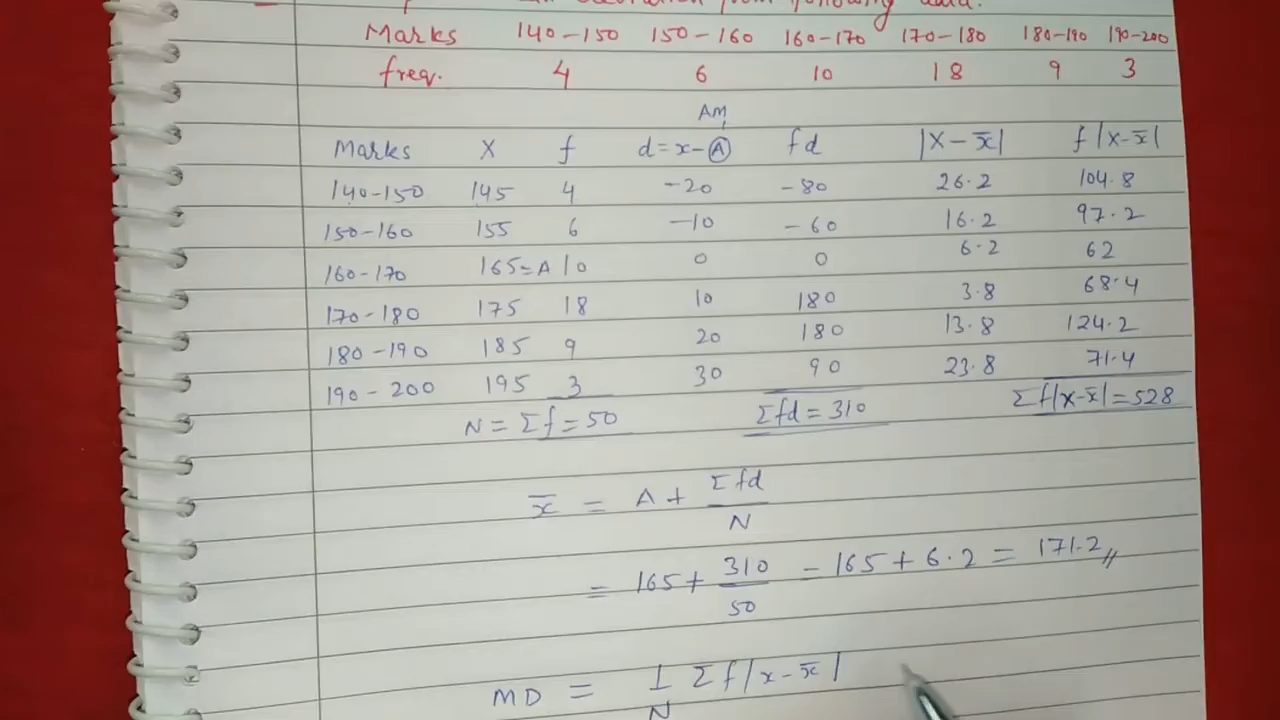 from following data.
Marks 140-150 150-160 160-170 170-180 180-190 190-200
freq. 4 6 10 18 9 3
Am
Marks X f d=x-A fd |X-x̄| f|x-x̄|
140-150 145 4 -20 -80 26.2 104.8
150-160 155 6 -10 -60 16.2 97.2
160-170 165=A 10 0 0 6.2 62
170-180 175 18 10 180 3.8 68.4
180-190 185 9 20 180 13.8 124.2
190-200 195 3 30 90 23.8 71.4
N = Σf = 50 Σfd = 310 Σf|x-x̄| = 528
x̄ = A + Σfd/N
= 165 + 310/50 - 165 + 6.2 = 171.2//
MD = 1/N Σf|x-x̄|